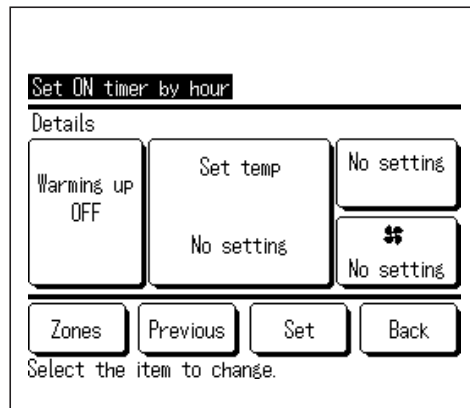 Set ON timer by hour
Details
Warming up
OFF
Set temp
No setting
No setting
No setting
Zones
Previous
Set
Back
Select the item to change.